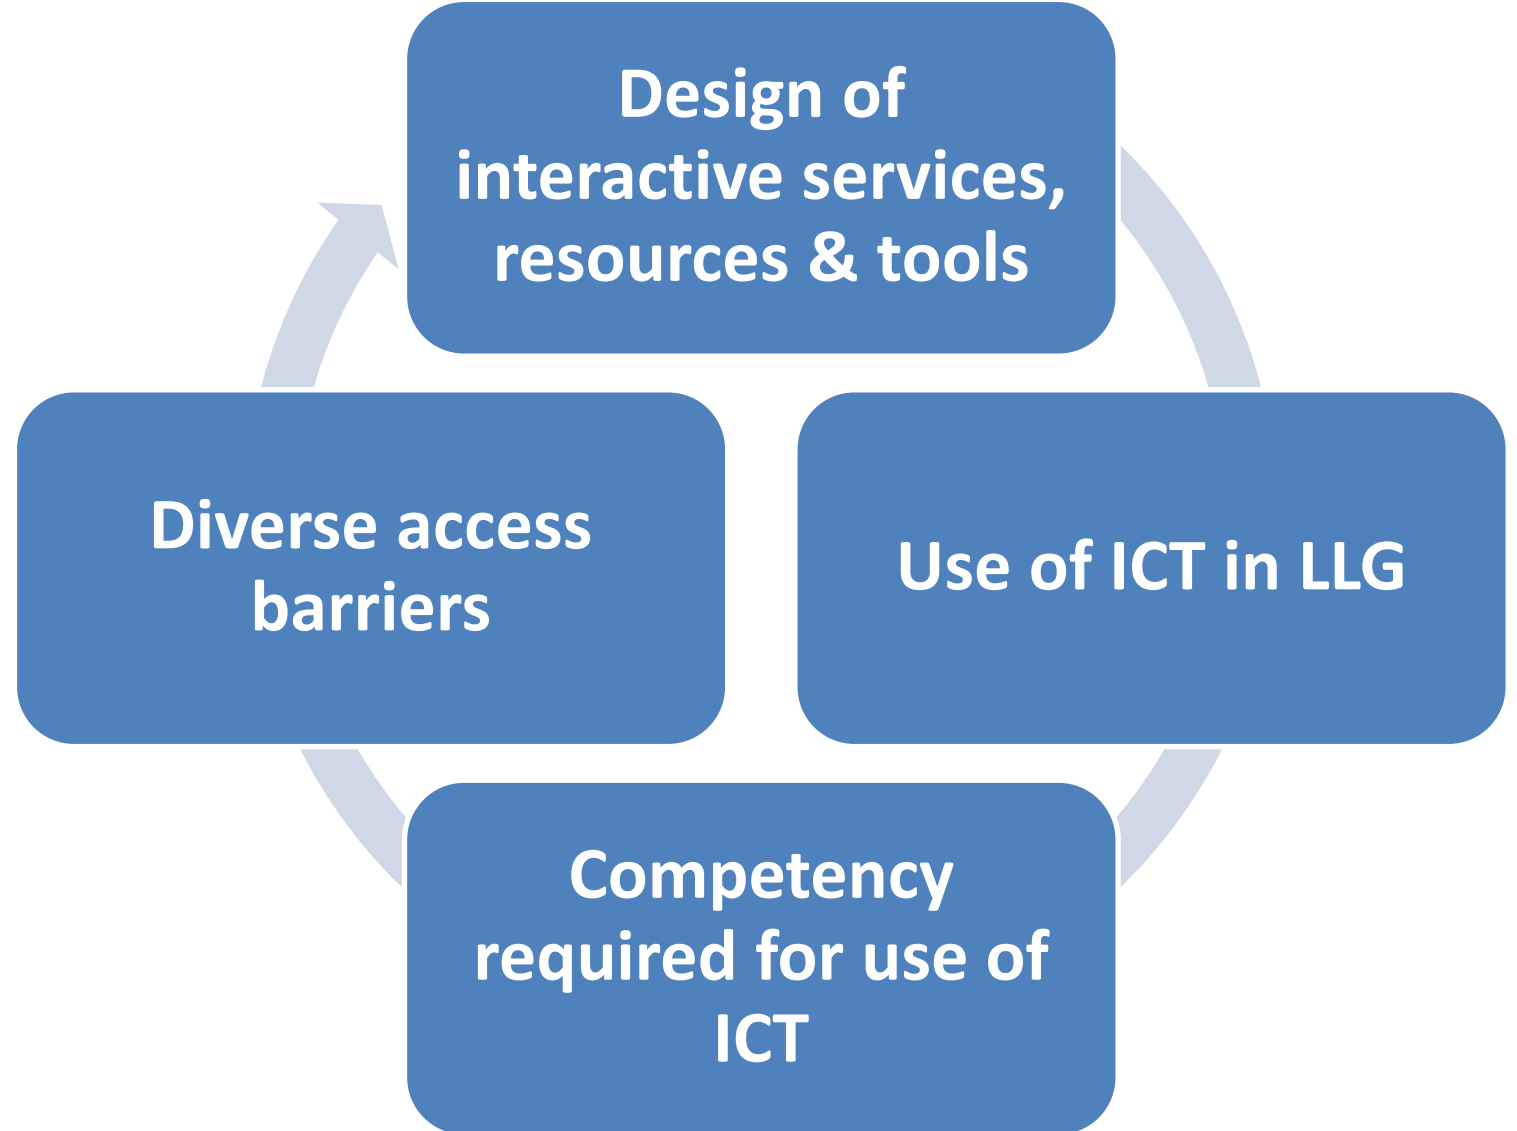 Design of
interactive services,
resources & tools
Diverse access
barriers
Use of ICT in LLG
Competency
required for use of
ICT